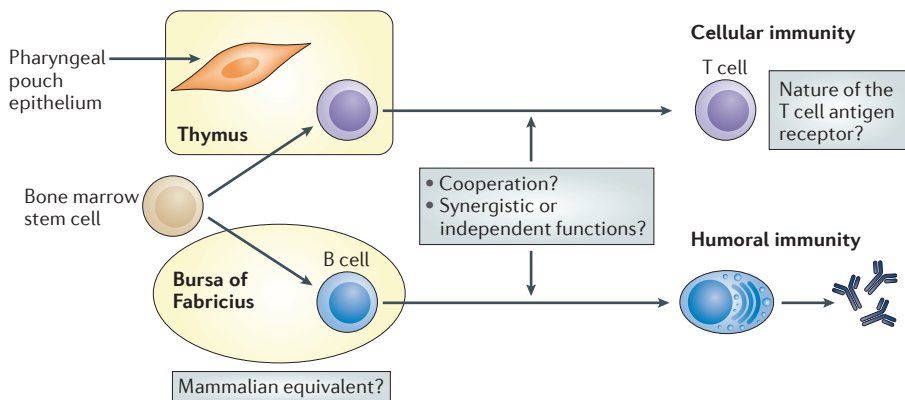 Pharyngeal
pouch
epithelium
Thymus
Cellular immunity
T cell
Nature of the
T cell antigen
receptor?
Bone marrow
stem cell
• Cooperation?
• Synergistic or
independent functions?
B cell
Bursa of
Fabricius
Humoral immunity
Mammalian equivalent?